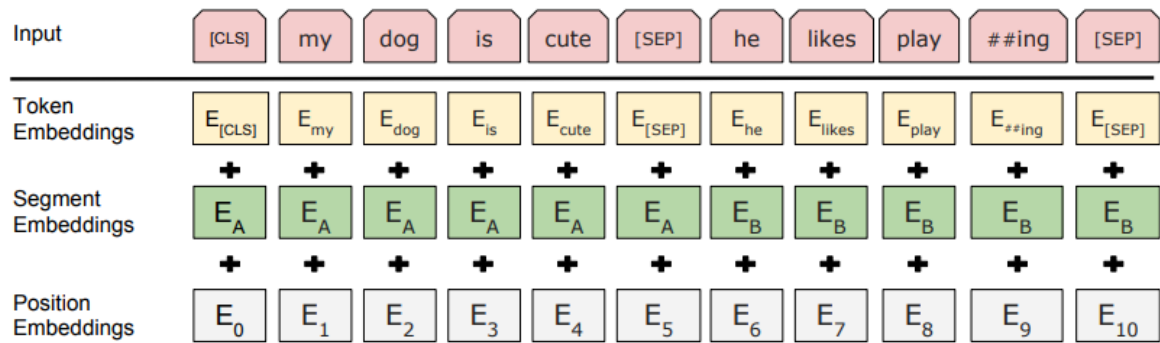 Input [CLS] my dog is cute [SEP] he likes play ##ing [SEP]
Token Embeddings E[CLS] Emy Edog Eis Ecute E[SEP] Ehe Elikes Eplay E##ing E[SEP]
+ + + + + + + + + + +
Segment Embeddings EA EA EA EA EA EA EB EB EB EB EB
+ + + + + + + + + + +
Position Embeddings E0 E1 E2 E3 E4 E5 E6 E7 E8 E9 E10